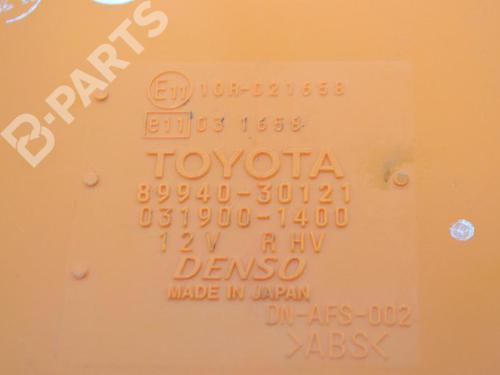 B-PARTS
E11 10R-021658
e11 03 1658
TOYOTA
89940-30121
031900-1400
12V R HV
DENSO
MADE IN JAPAN
DN-AFS-002
>ABS<